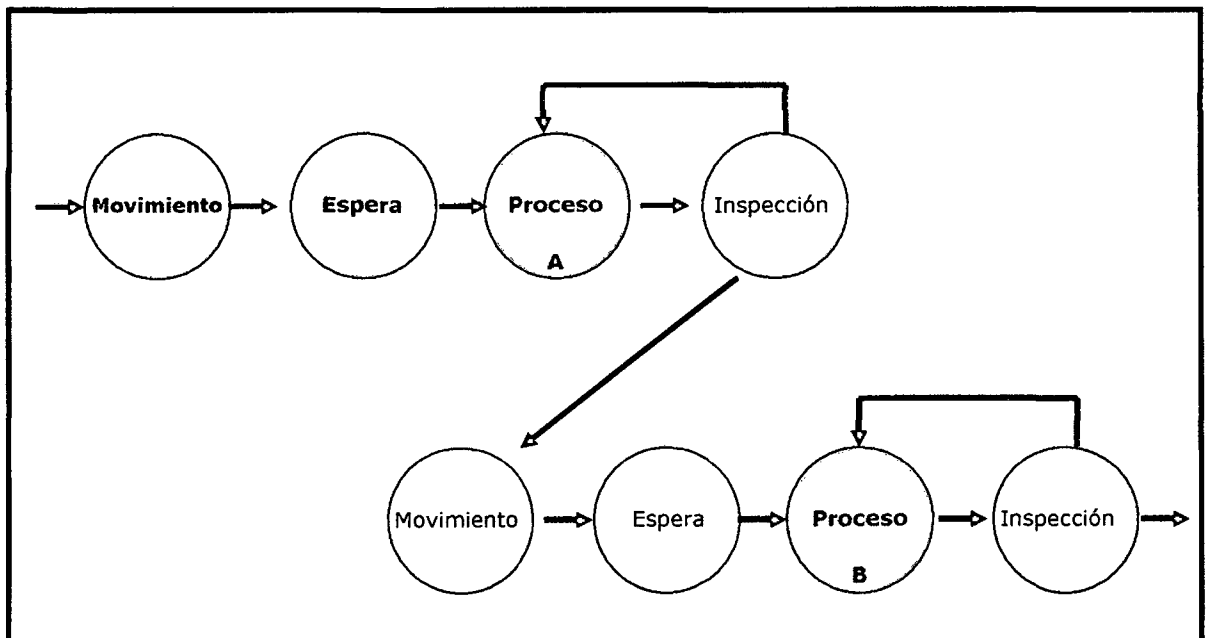 Movimiento
Espera
Proceso
A
Inspección
Movimiento
Espera
Proceso
B
Inspección